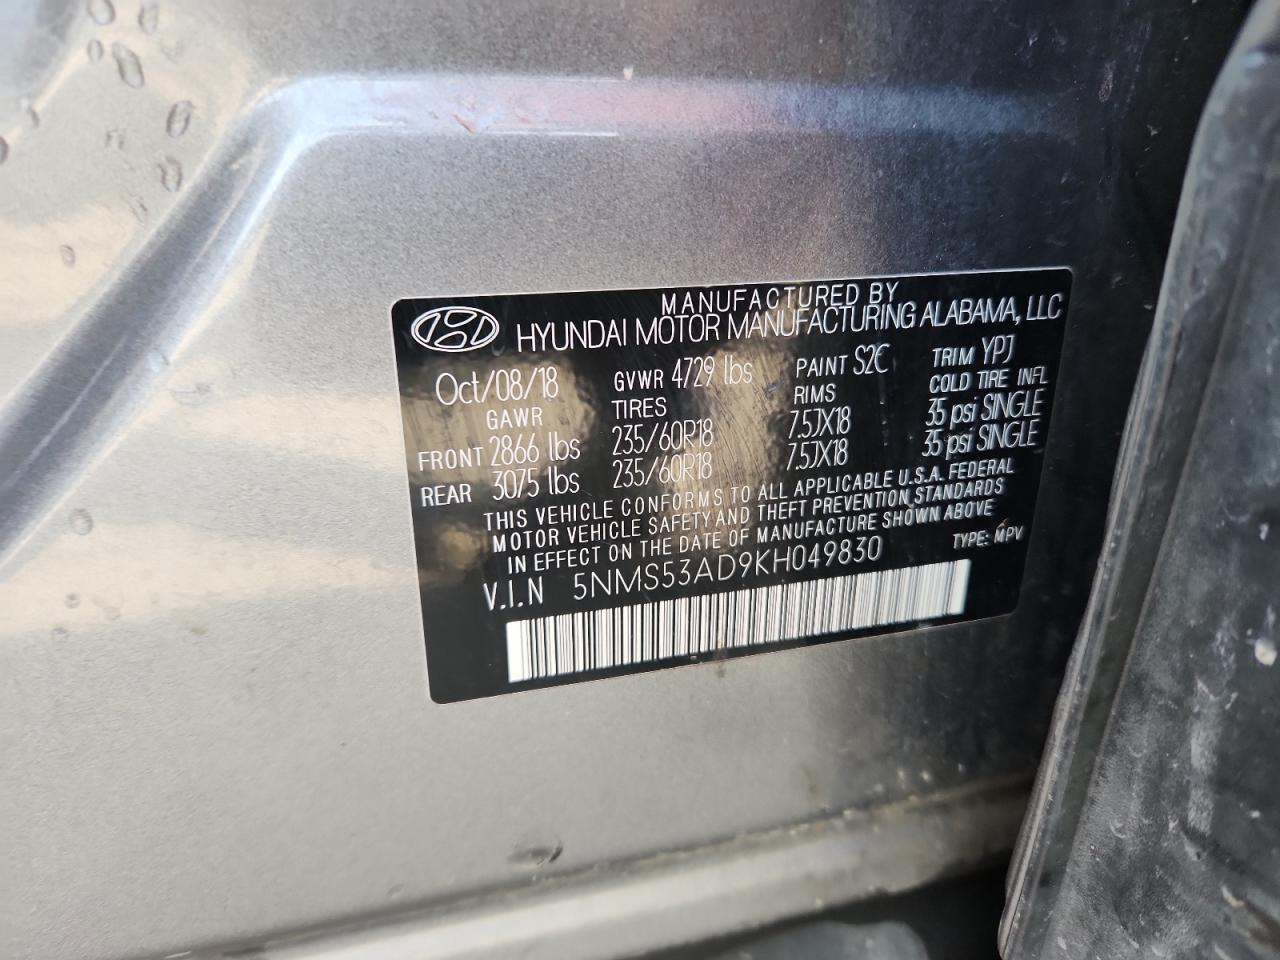 MANUFACTURED BY
HYUNDAI MOTOR MANUFACTURING ALABAMA, LLC
Oct/08/18 GVWR 4729 lbs PAINT S2C TRIM YPJ
GAWR TIRES RIMS COLD TIRE INFL
FRONT 2866 lbs 235/60R18 7.5JX18 35 psi SINGLE
REAR 3075 lbs 235/60R18 7.5JX18 35 psi SINGLE
THIS VEHICLE CONFORMS TO ALL APPLICABLE U.S.A. FEDERAL
MOTOR VEHICLE SAFETY AND THEFT PREVENTION STANDARDS
IN EFFECT ON THE DATE OF MANUFACTURE SHOWN ABOVE
V.I.N 5NMS53AD9KH049830 TYPE: MPV